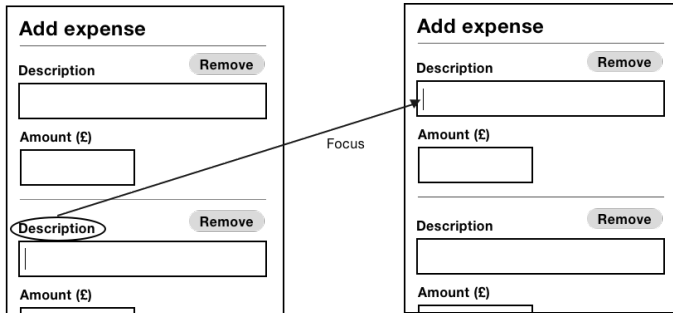 Add expense
Description Remove
Amount (£)
Description Remove
Amount (£)
Focus
Add expense
Description Remove
Amount (£)
Description Remove
Amount (£)